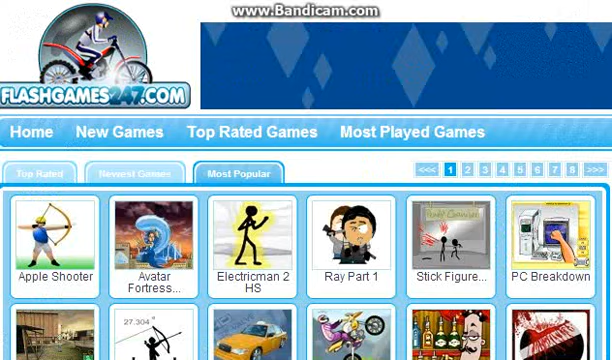 www.Bandicam.com
FLASHGAMES247.COM
Home New Games Top Rated Games Most Played Games
Top Rated Newest Games Most Popular
<<< 1 2 3 4 5 6 7 8 >>>
Apple Shooter
Avatar
Fortress...
Electricman 2
HS
Ray Part 1
Stick Figure...
PC Breakdown
27.304 °